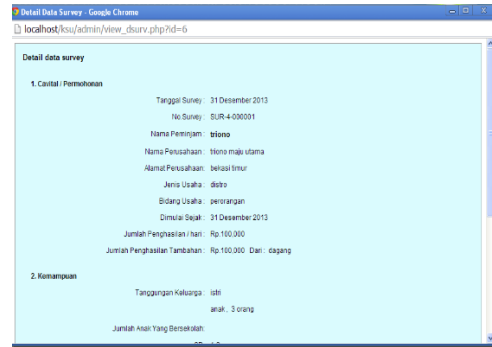 Detail Data Survey - Google Chrome
localhost/ksu/admin/view_dsurv.php?id=6
Detail data survey
1. Cavital / Permohonan
Tanggal Survey : 31 Desember 2013
No Survey : SUR-4-000001
Nama Peminjam : triono
Nama Perusahaan : triono maju utama
Alamat Perusahaan: bekasi timur
Jenis Usaha : distro
Bidang Usaha : perorangan
Dimulai Sejak : 31 Desember 2013
Jumlah Penghasilan / hari : Rp.100.000
Jumlah Penghasilan Tambahan : Rp.100.000 Dari : dagang
2. Kemampuan
Tanggungan Keluarga : istri
anak , 3 orang
Jumlah Anak Yang Bersekolah: